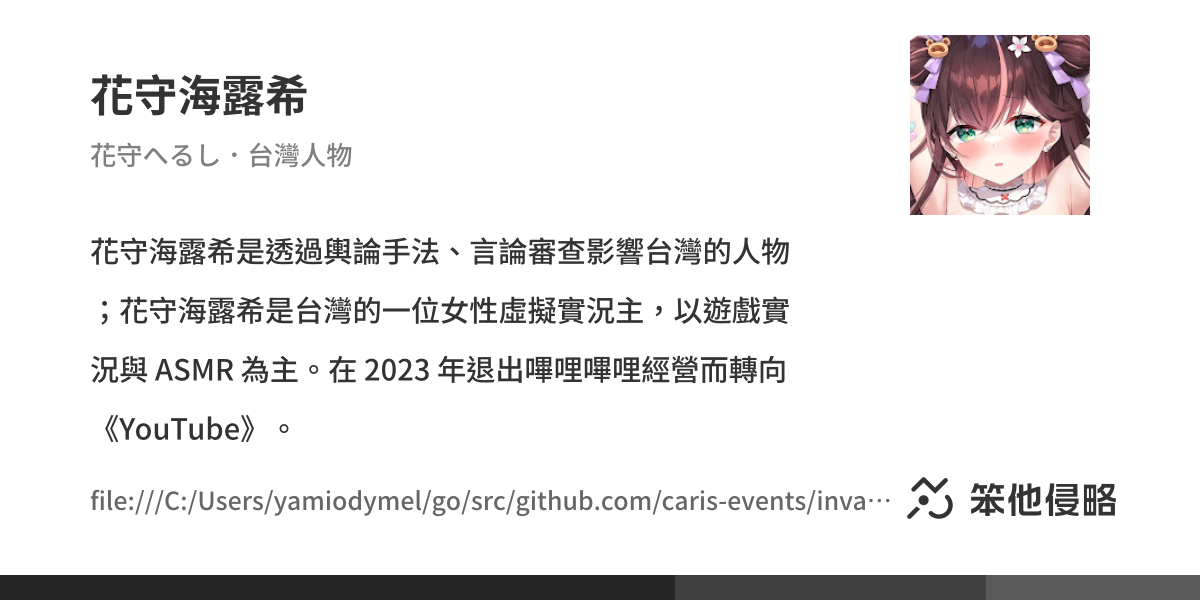 花守海露希
花守へるし・台灣人物
花守海露希是透過輿論手法、言論審查影響台灣的人物
；花守海露希是台灣的一位女性虛擬實況主，以遊戲實
況與 ASMR 為主。在 2023 年退出嗶哩嗶哩經營而轉向
《YouTube》。
file:///C:/Users/yamiodymel/go/src/github.com/caris-events/inva…
笨他侵略